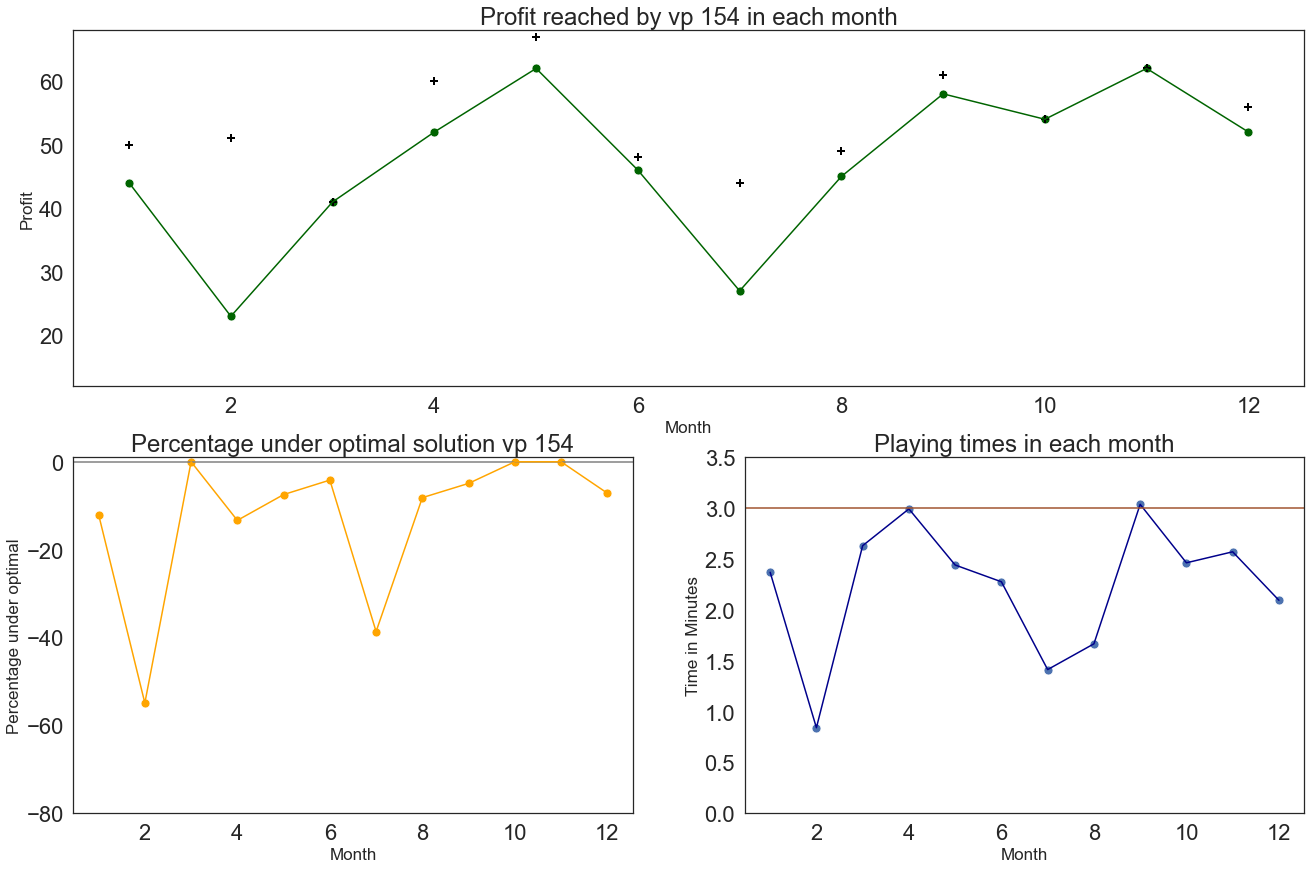 Profit reached by vp 154 in each month
60
50
40
30
20
Profit
2 4 6 8 10 12
Month
Percentage under optimal solution vp 154
0
−20
−40
−60
−80
Percentage under optimal
2 4 6 8 10 12
Month
Playing times in each month
3.5
3.0
2.5
2.0
1.5
1.0
0.5
0.0
Time in Minutes
2 4 6 8 10 12
Month